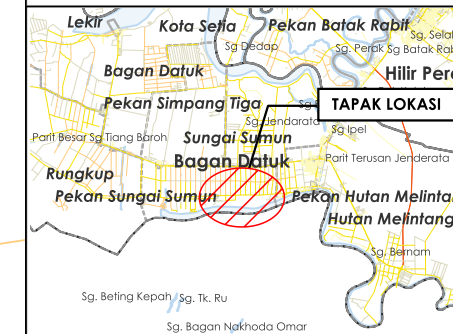 Lekir
Kota Setia
Pekan Batak Rabit
Sg. Selat
Sg Dedap
Sg. Perak
Sg Batak Rab
Bagan Datuk
Hilir Per
Pekan Simpang Tiga
TAPAK LOKASI
Sg. Jendarata
Sg Ipel
Parit Besar Sg Tiang Baroh
Sungai Sumun
Bagan Datuk
Parit Terusan Jenderata
Rungkup
Pekan Sungai Sumun
Pekan Hutan Melinta
Hutan Melintang
Sg. Bernam
Sg. Beting Kepah
Sg. Tk. Ru
Sg. Bagan Nakhoda Omar